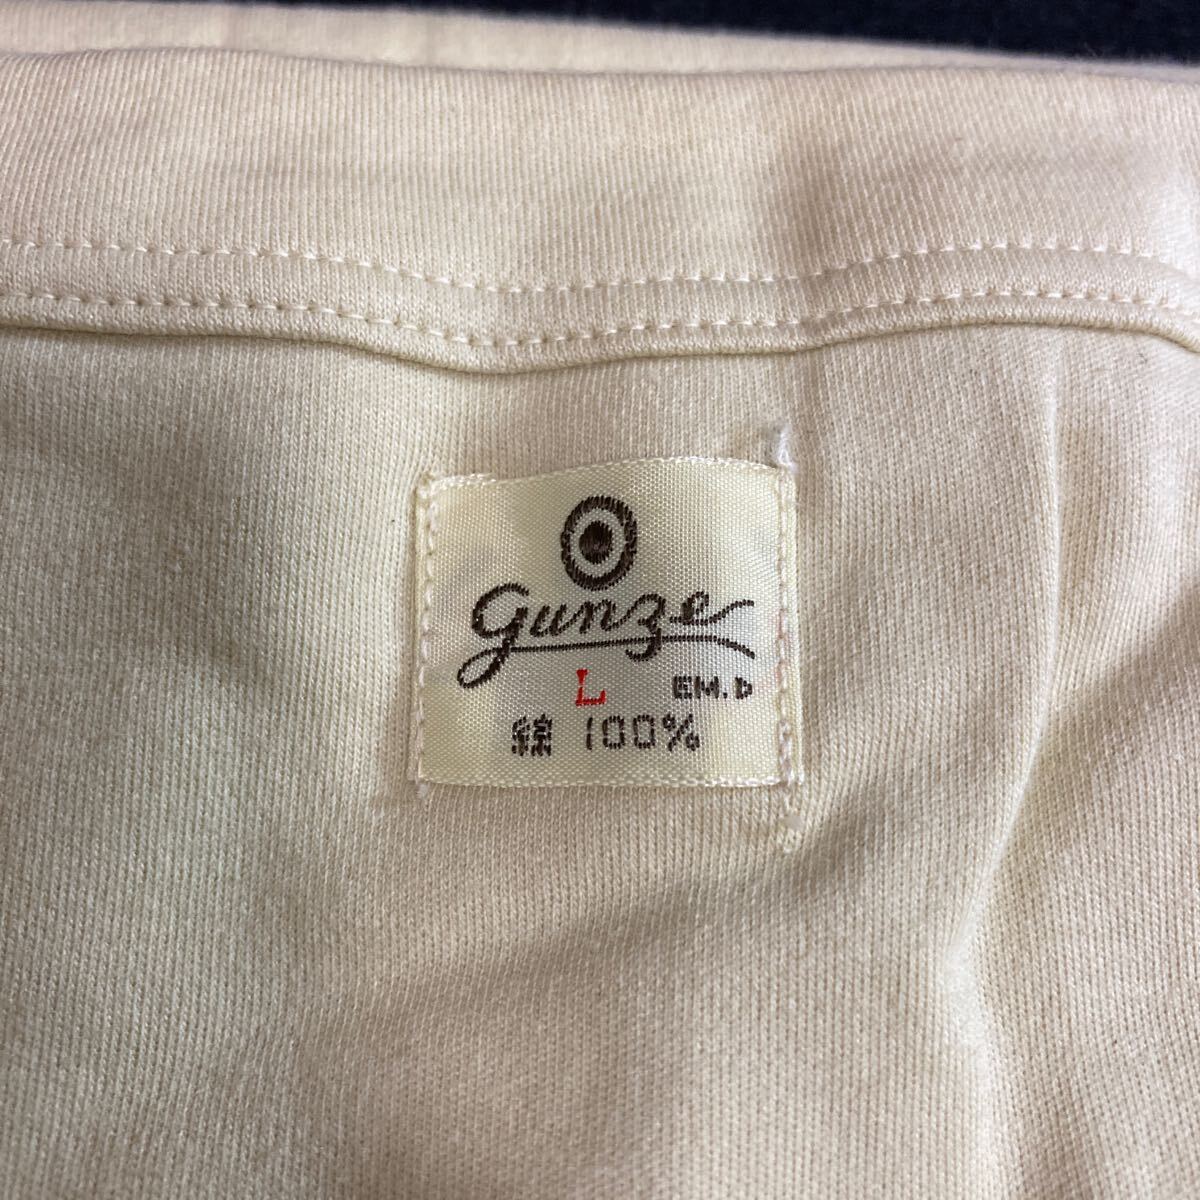 gunze
L EM.D
綿 100%